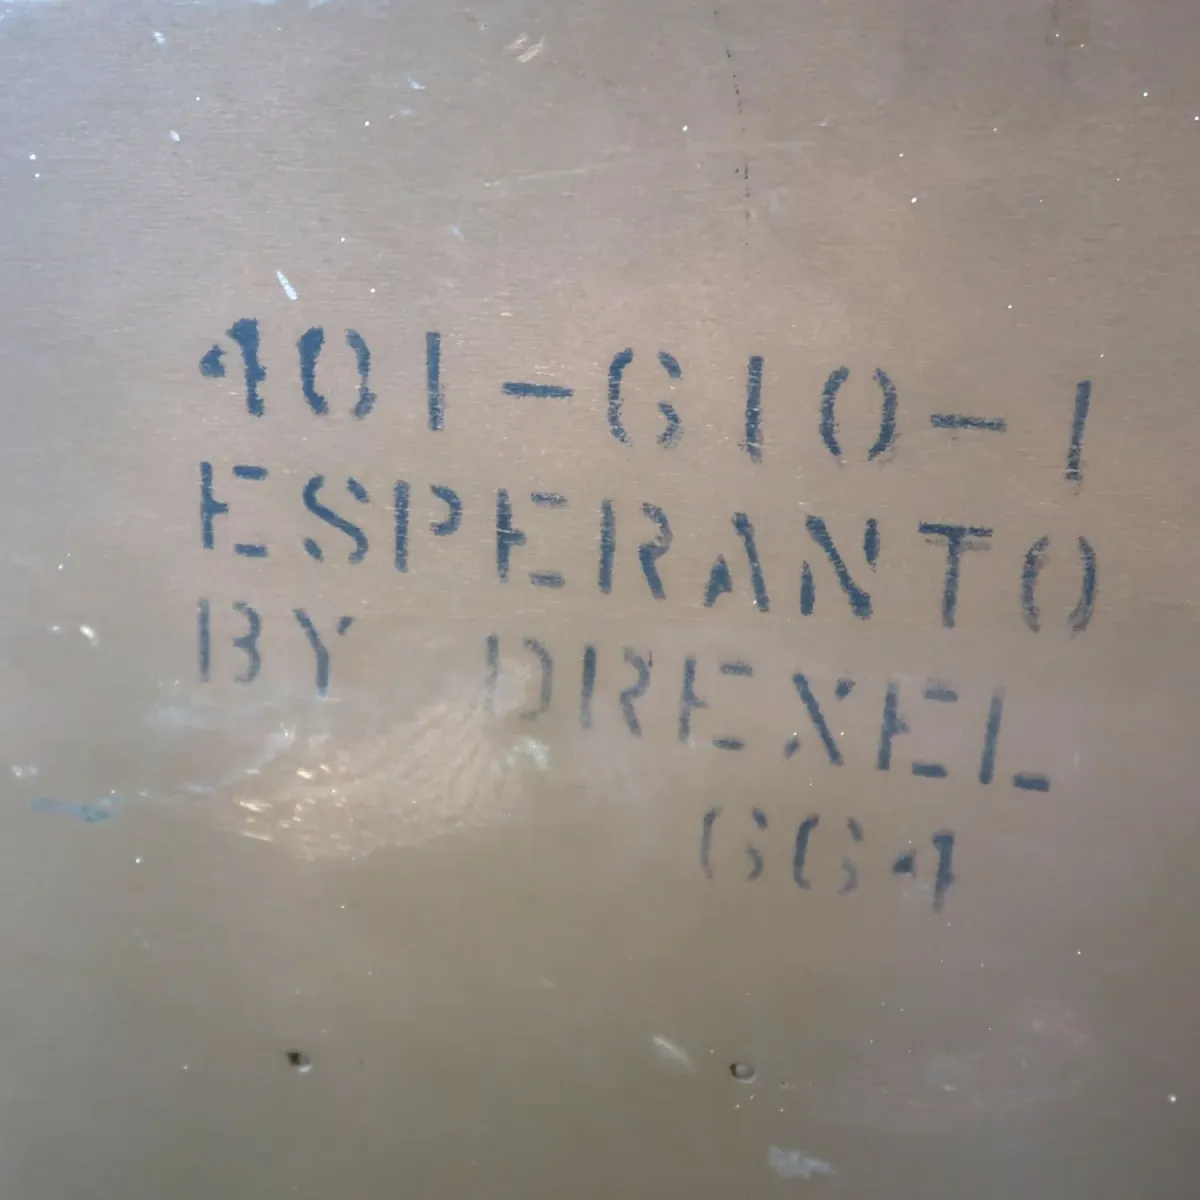 401-610-1
ESPERANTO
BY DREXEL
664